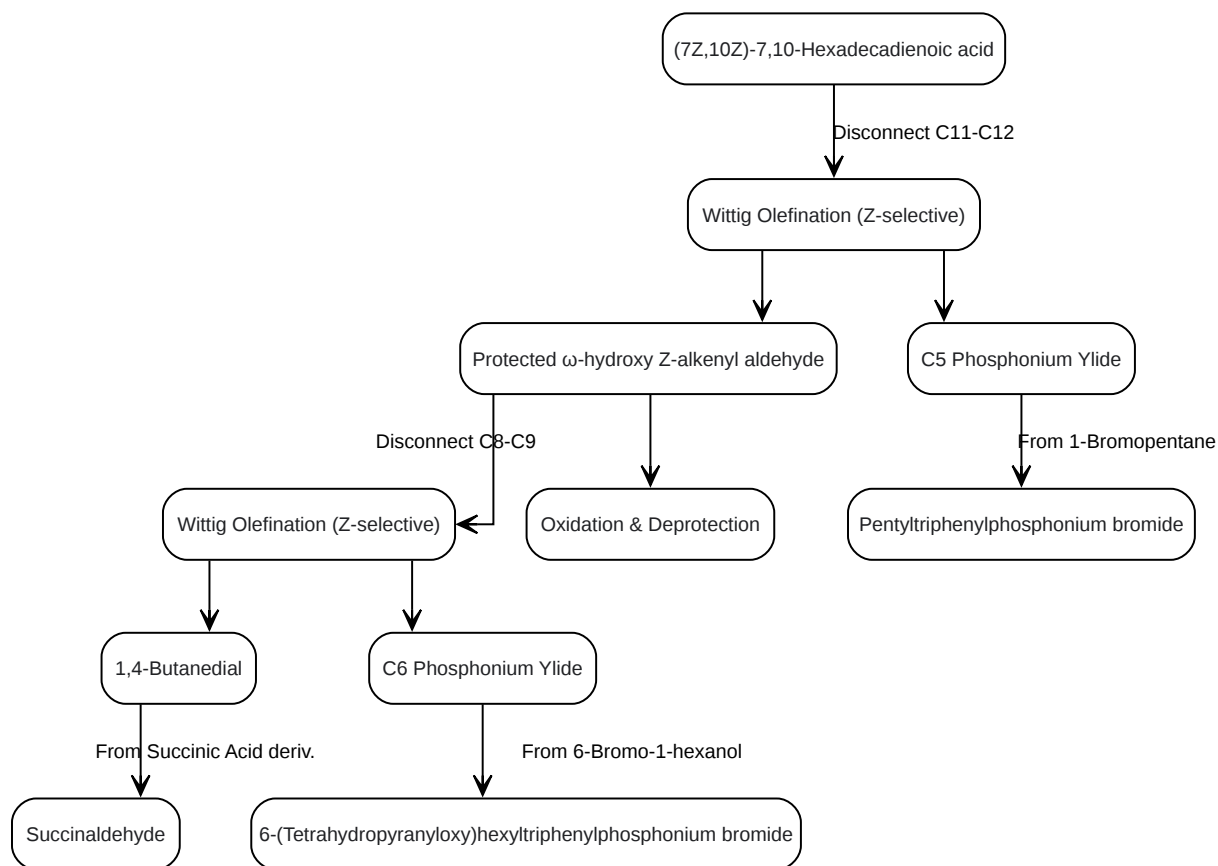 (7Z,10Z)-7,10-Hexadecadienoic acid
Disconnect C11-C12
Wittig Olefination (Z-selective)
Protected ω-hydroxy Z-alkenyl aldehyde
C5 Phosphonium Ylide
Disconnect C8-C9
From 1-Bromopentane
Wittig Olefination (Z-selective)
Oxidation & Deprotection
Pentyltriphenylphosphonium bromide
1,4-Butanedial
C6 Phosphonium Ylide
From Succinic Acid deriv.
From 6-Bromo-1-hexanol
Succinaldehyde
6-(Tetrahydropyranyloxy)hexyltriphenylphosphonium bromide